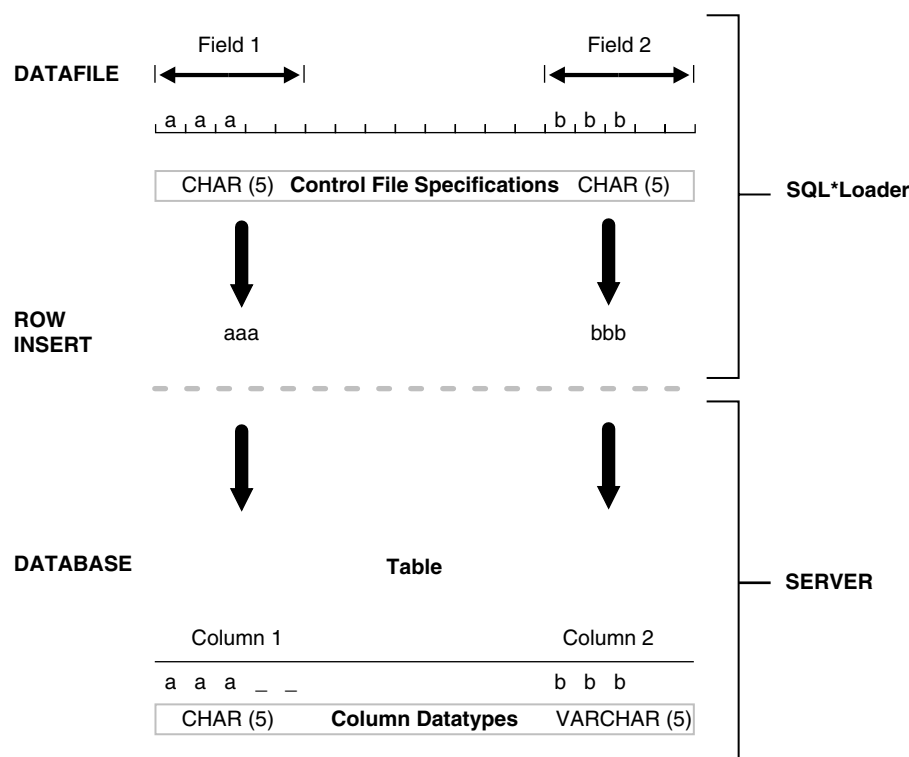 Field 1 Field 2
DATAFILE
a a a b b b
CHAR (5) Control File Specifications CHAR (5)
SQL*Loader
ROW
INSERT
aaa bbb
DATABASE
Table
SERVER
Column 1 Column 2
a a a _ _ b b b
CHAR (5) Column Datatypes VARCHAR (5)